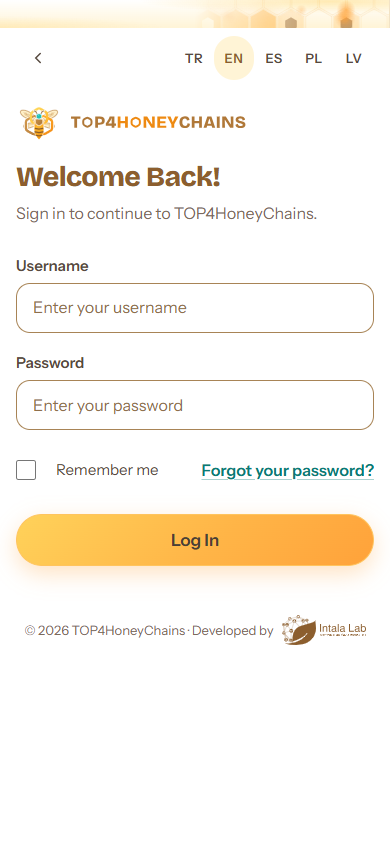 TR EN ES PL LV
TOP4HONEYCHAINS
Welcome Back!
Sign in to continue to TOP4HoneyChains.
Username
Enter your username
Password
Enter your password
Remember me Forgot your password?
Log In
© 2026 TOP4HoneyChains · Developed by Intala Lab